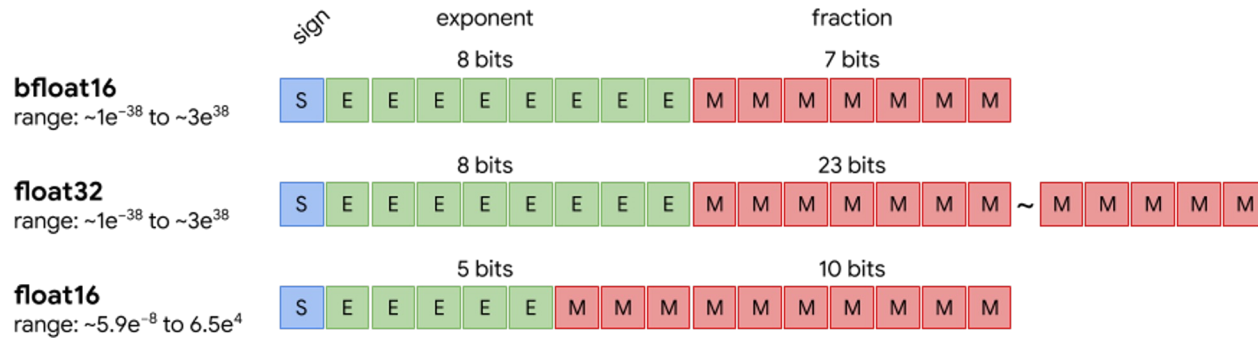 sign exponent fraction
8 bits 7 bits
bfloat16 S E E E E E E E E M M M M M M M
range: ~1e⁻³⁸ to ~3e³⁸
8 bits 23 bits
float32 S E E E E E E E E M M M M M M M ~ M M M M M
range: ~1e⁻³⁸ to ~3e³⁸
5 bits 10 bits
float16 S E E E E E M M M M M M M M M M
range: ~5.9e⁻⁸ to 6.5e⁴